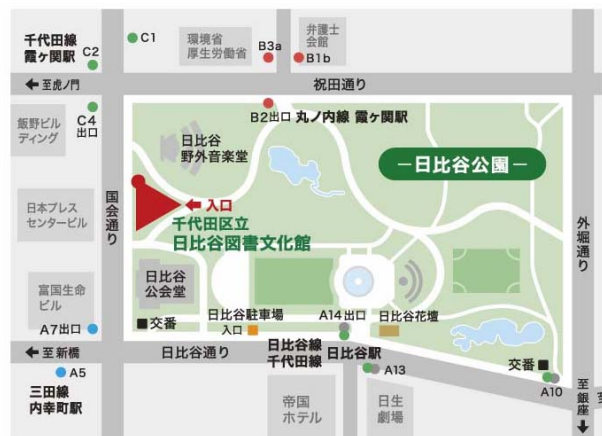 千代田線
霞ヶ関駅
C2
C1
環境省
厚生労働省
B3a
弁護士
会館
B1b
至虎ノ門
祝田通り
飯野ビル
ディング
C4
出口
B2出口 丸ノ内線 霞ヶ関駅
日比谷
野外音楽堂
日比谷公園
入口
千代田区立
日比谷図書文化館
国会通り
日本プレス
センタービル
外堀通り
富国生命
ビル
日比谷
公会堂
A7出口
交番
日比谷駐車場
入口
A14出口
日比谷花壇
至新橋
日比谷通り
日比谷線
千代田線
日比谷駅
A13
交番
A10
A5
三田線
内幸町駅
帝国
ホテル
日生
劇場
至銀座